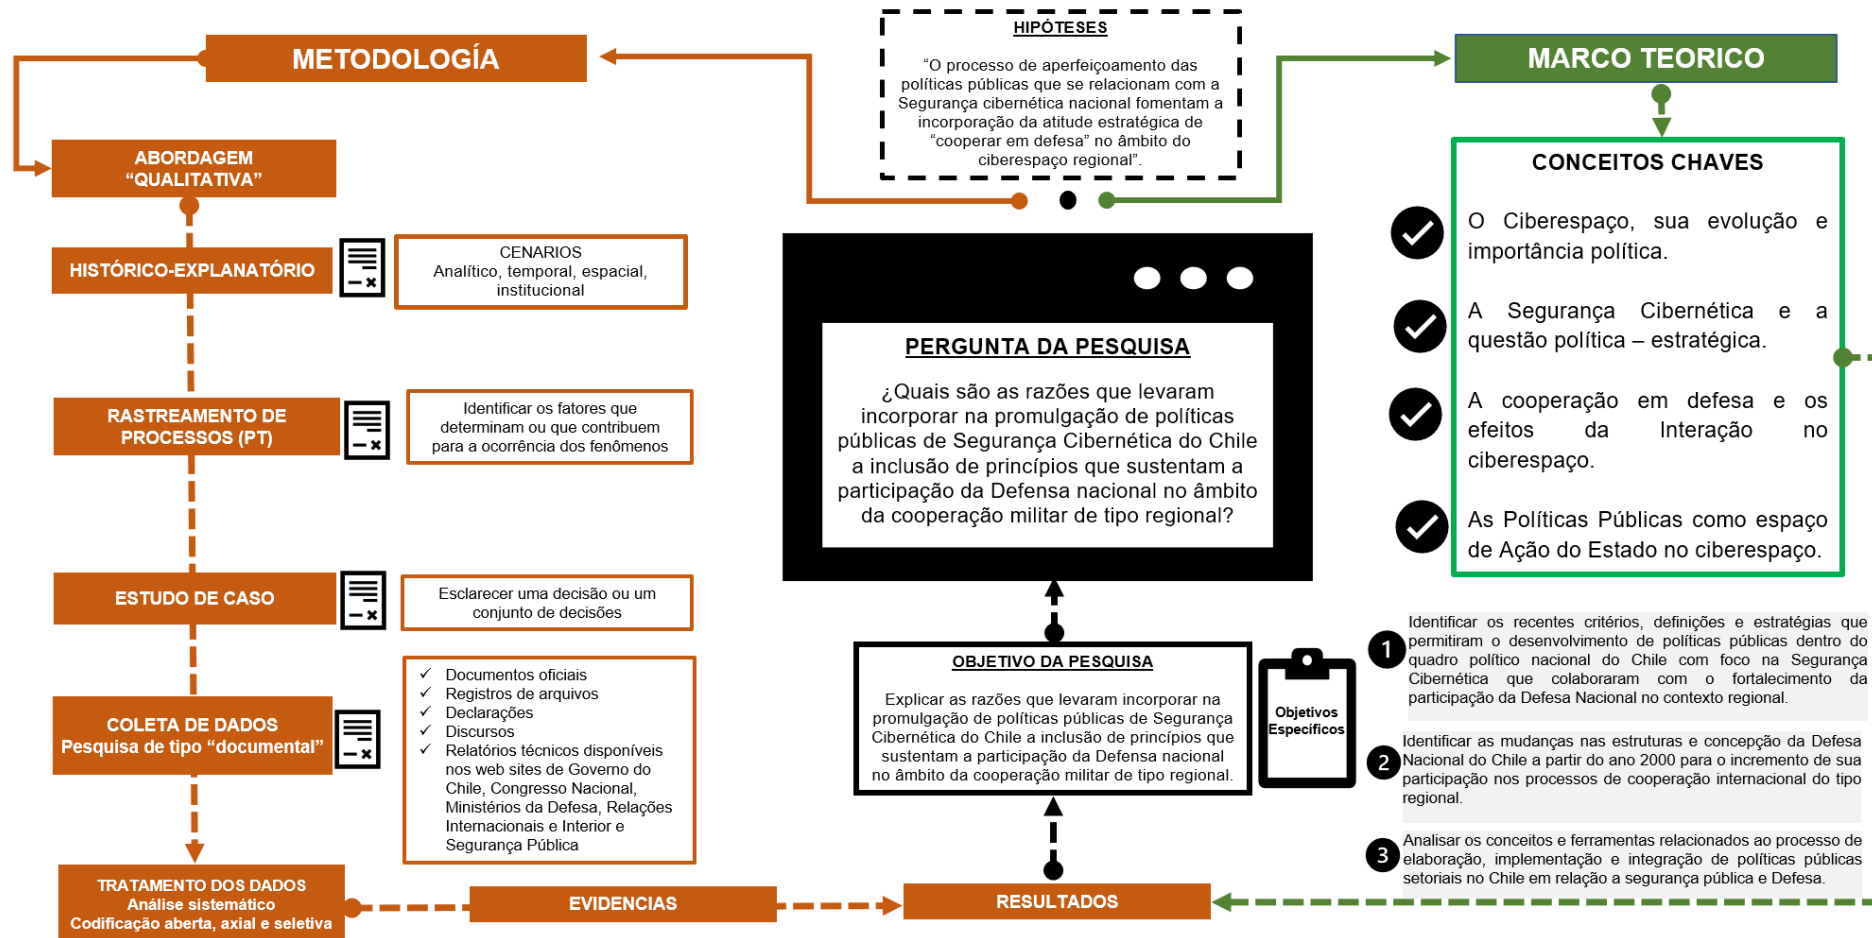 METODOLOGÍA
ABORDAGEM
“QUALITATIVA”
HISTÓRICO-EXPLANATÓRIO
CENARIOS
Analítico, temporal, espacial,
institucional
RASTREAMENTO DE
PROCESSOS (PT)
Identificar os fatores que
determinam ou que contribuem
para a ocorrência dos fenômenos
ESTUDO DE CASO
Esclarecer uma decisão ou um
conjunto de decisões
COLETA DE DADOS
Pesquisa de tipo “documental”
✓ Documentos oficiais
✓ Registros de arquivos
✓ Declarações
✓ Discursos
✓ Relatórios técnicos disponíveis
nos web sites de Governo do
Chile, Congresso Nacional,
Ministérios da Defesa, Relações
Internacionais e Interior e
Segurança Pública
TRATAMENTO DOS DADOS
Análise sistemático
Codificação aberta, axial e seletiva
EVIDENCIAS
RESULTADOS
HIPÓTESES
“O processo de aperfeiçoamento das
políticas públicas que se relacionam com a
Segurança cibernética nacional fomentam a
incorporação da atitude estratégica de
“cooperar em defesa” no âmbito do
ciberespaço regional”.
PERGUNTA DA PESQUISA
¿Quais são as razões que levaram
incorporar na promulgação de políticas
públicas de Segurança Cibernética do Chile
a inclusão de princípios que sustentam a
participação da Defensa nacional no âmbito
da cooperação militar de tipo regional?
OBJETIVO DA PESQUISA
Explicar as razões que levaram incorporar na
promulgação de políticas públicas de Segurança
Cibernética do Chile a inclusão de princípios que
sustentam a participação da Defensa nacional
no âmbito da cooperação militar de tipo regional.
Objetivos
Específicos
MARCO TEORICO
CONCEITOS CHAVES
O Ciberespaço, sua evolução e
importância política.
A Segurança Cibernética e a
questão política – estratégica.
A cooperação em defesa e os
efeitos da Interação no
ciberespaço.
As Políticas Públicas como espaço
de Ação do Estado no ciberespaço.
1
Identificar os recentes critérios, definições e estratégias que
permitiram o desenvolvimento de políticas públicas dentro do
quadro político nacional do Chile com foco na Segurança
Cibernética que colaboraram com o fortalecimento da
participação da Defesa Nacional no contexto regional.
2
Identificar as mudanças nas estruturas e concepção da Defesa
Nacional do Chile a partir do ano 2000 para o incremento de sua
participação nos processos de cooperação internacional do tipo
regional.
3
Analisar os conceitos e ferramentas relacionados ao processo de
elaboração, implementação e integração de políticas públicas
setoriais no Chile em relação a segurança pública e Defesa.